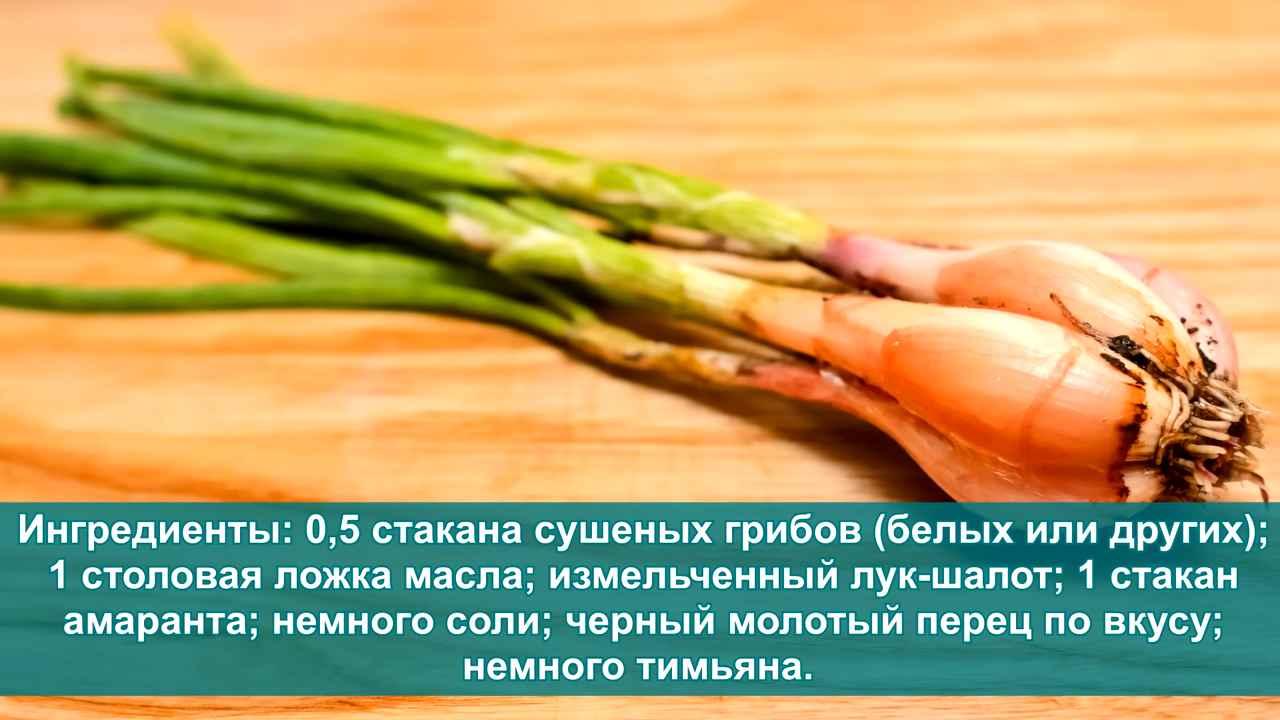 Ингредиенты: 0,5 стакана сушеных грибов (белых или других);
1 столовая ложка масла; измельченный лук-шалот; 1 стакан
амаранта; немного соли; черный молотый перец по вкусу;
немного тимьяна.